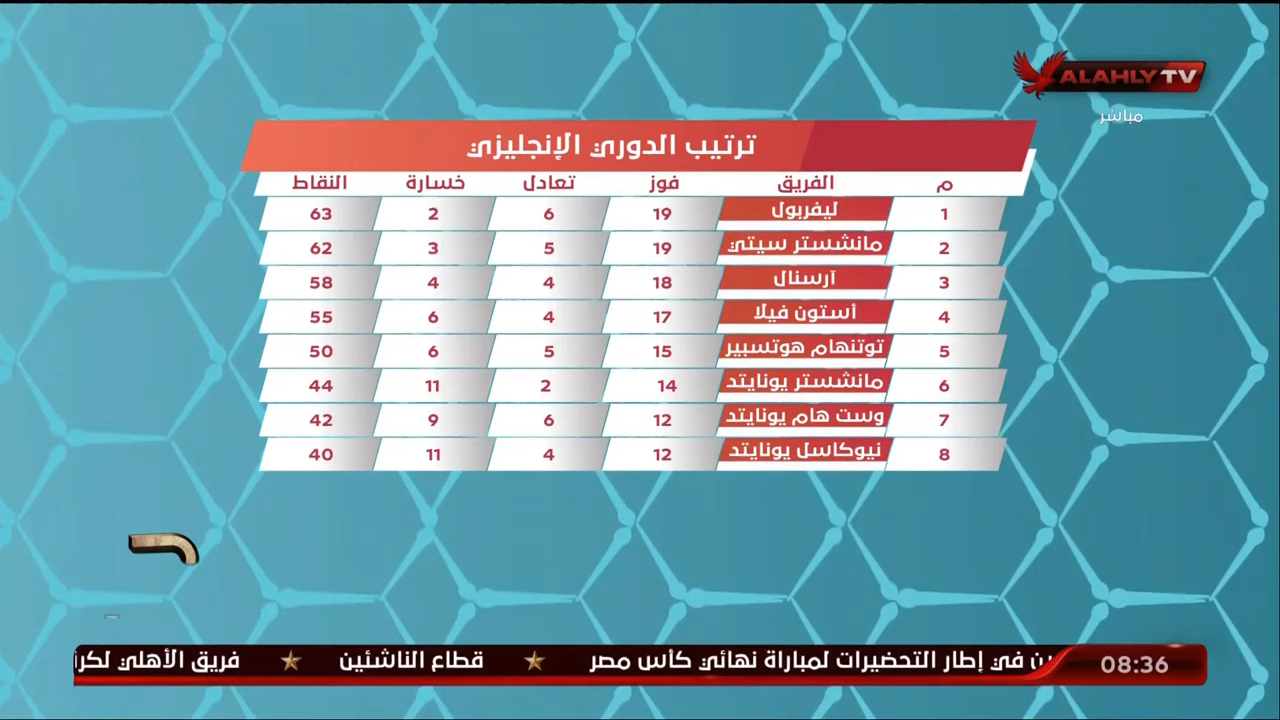 ALAHLY TV
مباشر
ترتيب الدوري الإنجليزي
م الفريق فوز تعادل خسارة النقاط
1 ليفربول 19 6 2 63
2 مانشستر سيتي 19 5 3 62
3 آرسنال 18 4 4 58
4 أستون فيلا 17 4 6 55
5 توتنهام هوتسبير 15 5 6 50
6 مانشستر يونايتد 14 2 11 44
7 وست هام يونايتد 12 6 9 42
8 نيوكاسل يونايتد 12 4 11 40
08:36 في إطار التحضيرات لمباراة نهائي كأس مصر قطاع الناشئين فريق الأهلي